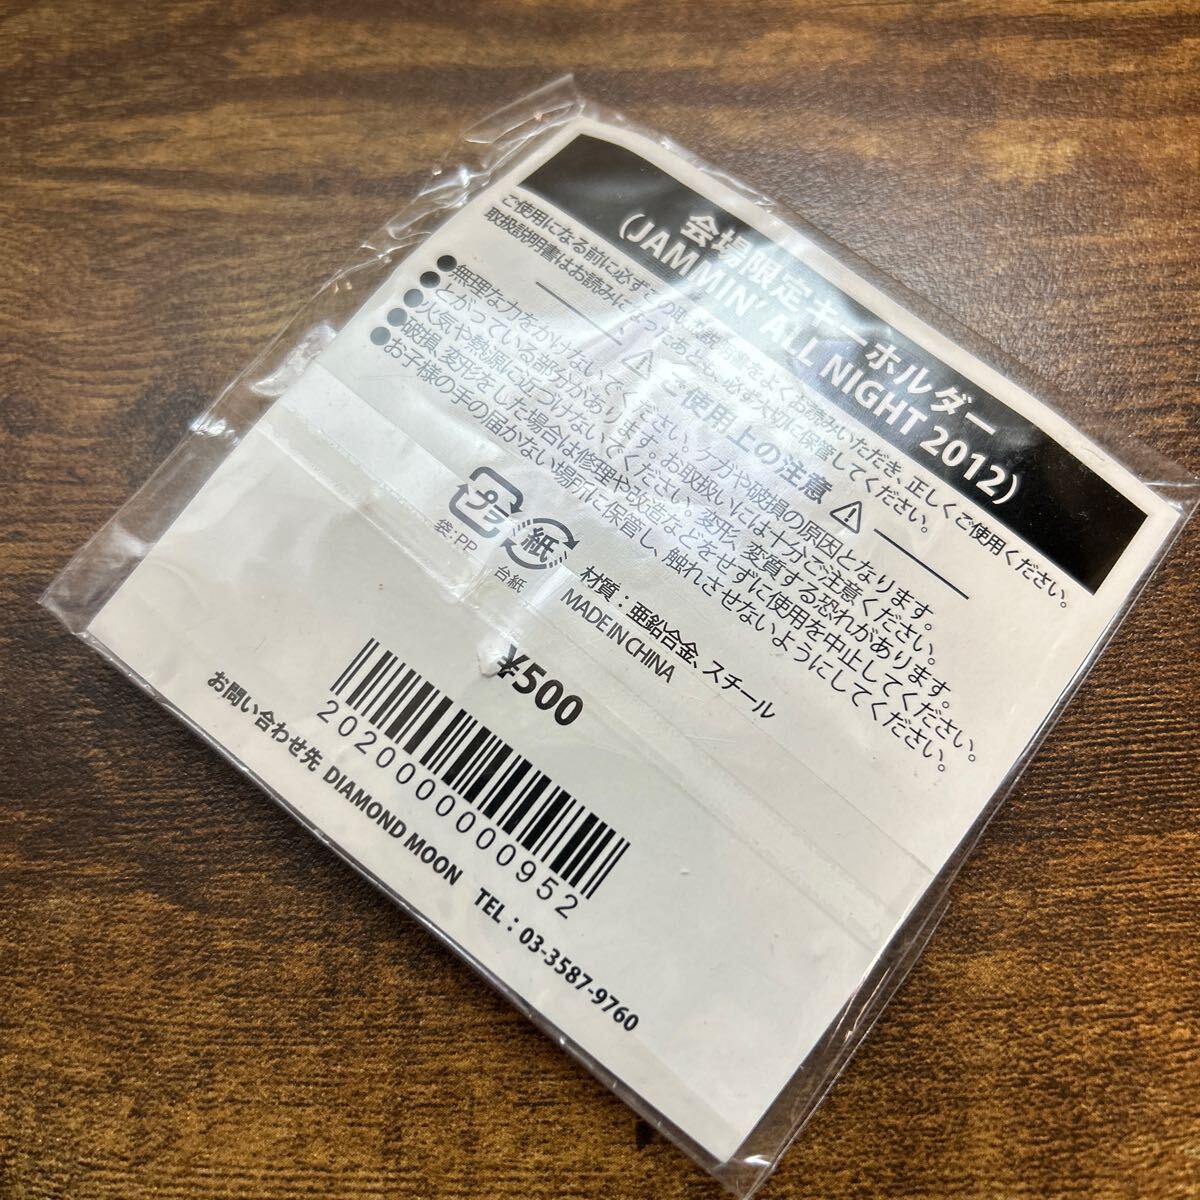 会場限定キーホルダー
(JAMMIN' ALL NIGHT 2012)
ご使用になる前に必ずこの取扱説明書をよくお読みいただき、正しくご使用ください。
取扱説明書はお読みになったあとも、必ず大切に保管してください。
ご使用上の注意
●無理な力をかけないでください。ケガや破損の原因となります。
●とがっている部分があります。お取扱いには十分ご注意ください。
●火気や熱源に近づけないでください。変形、変質する恐れがあります。
●破損、変形をした場合は修理や改造などをせずに使用を中止してください。
●お子様の手の届かない場所に保管し、触れさせないようにしてください。
プラ 紙
袋:PP 台紙
材質:亜鉛合金、スチール
MADE IN CHINA
¥500
2020000000952
お問い合わせ先 DIAMOND MOON TEL:03-3587-9760